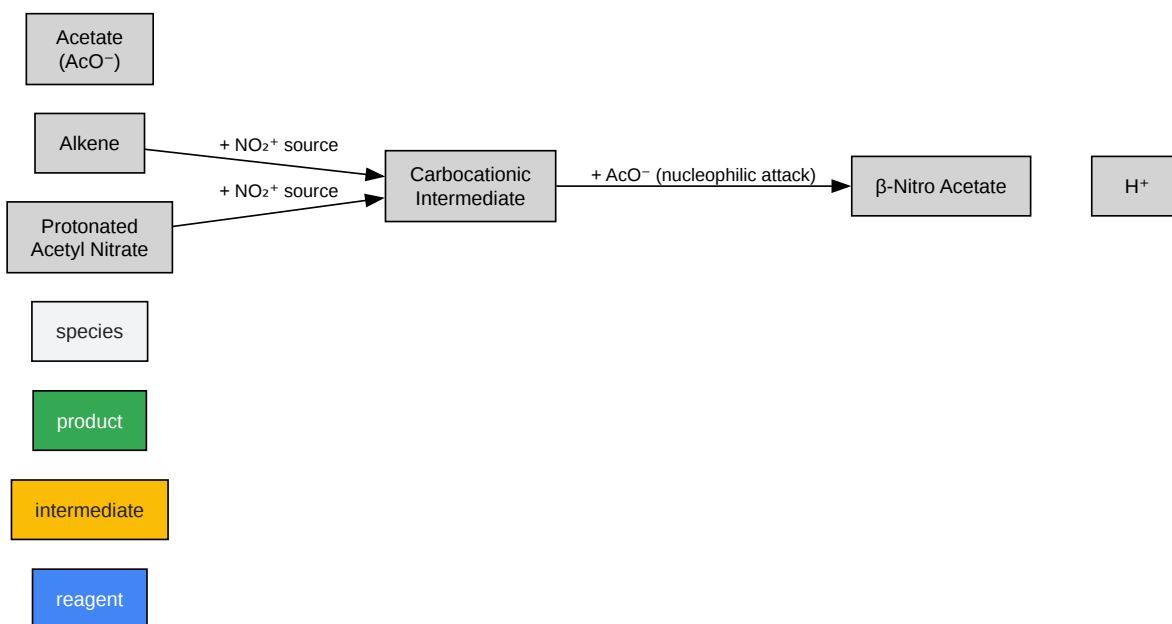 Acetate
(AcO⁻)
Alkene
+ NO₂⁺ source
+ NO₂⁺ source
Protonated
Acetyl Nitrate
Carbocationic
Intermediate
+ AcO⁻ (nucleophilic attack)
β-Nitro Acetate
H⁺
species
product
intermediate
reagent